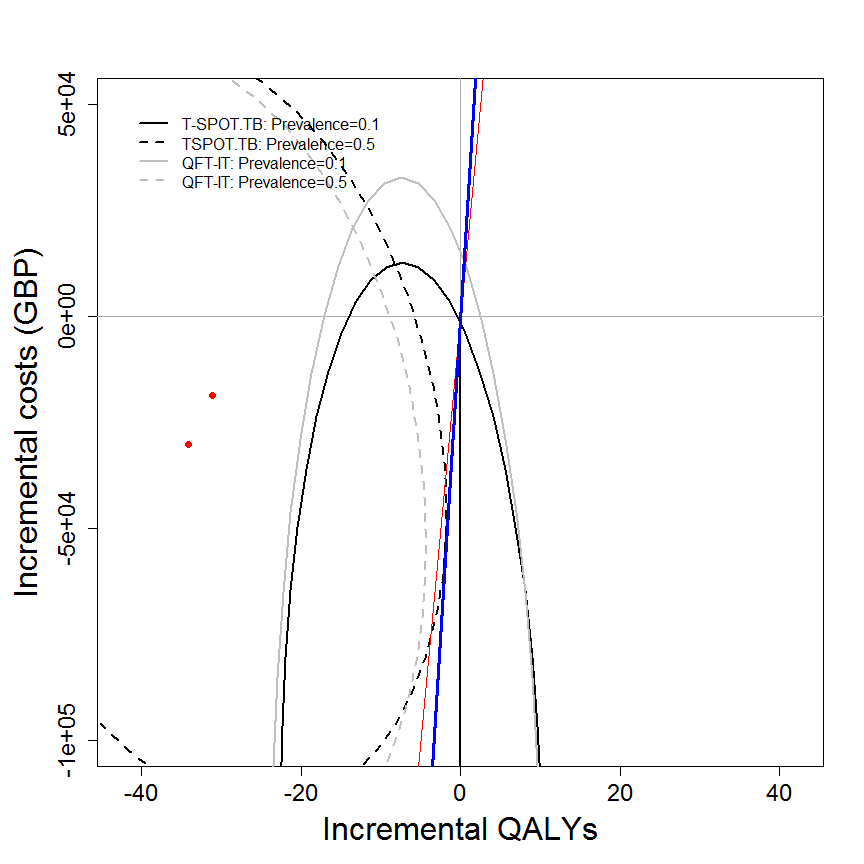 T-SPOT.TB: Prevalence=0.1
TSPOT.TB: Prevalence=0.5
QFT-IT: Prevalence=0.1
QFT-IT: Prevalence=0.5
Incremental costs (GBP)
5e+04
0e+00
-5e+04
-1e+05
-40 -20 0 20 40
Incremental QALYs